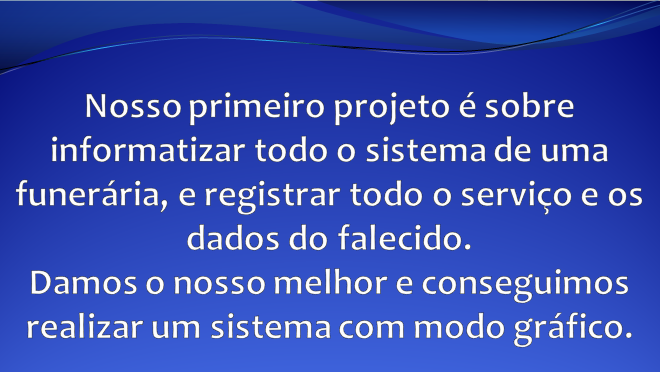 Nosso primeiro projeto é sobre
informatizar todo o sistema de uma
funerária, e registrar todo o serviço e os
dados do falecido.
Damos o nosso melhor e conseguimos
realizar um sistema com modo gráfico.